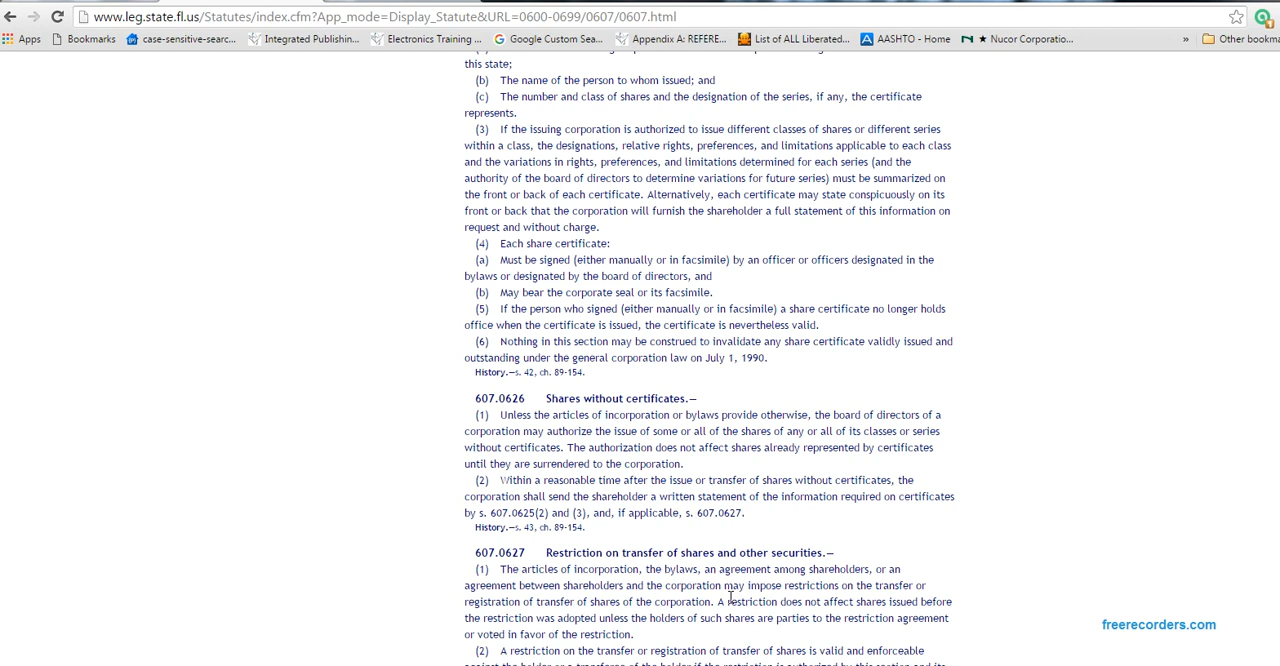 www.leg.state.fl.us/Statutes/index.cfm?App_mode=Display_Statute&URL=0600-0699/0607/0607.html
Apps Bookmarks case-sensitive-searc... Integrated Publishin... Electronics Training ... Google Custom Sea... Appendix A: REFERE... List of ALL Liberated... AASHTO - Home ★ Nucor Corporatio... » Other bookma
this state;
(b) The name of the person to whom issued; and
(c) The number and class of shares and the designation of the series, if any, the certificate
represents.
(3) If the issuing corporation is authorized to issue different classes of shares or different series
within a class, the designations, relative rights, preferences, and limitations applicable to each class
and the variations in rights, preferences, and limitations determined for each series (and the
authority of the board of directors to determine variations for future series) must be summarized on
the front or back of each certificate. Alternatively, each certificate may state conspicuously on its
front or back that the corporation will furnish the shareholder a full statement of this information on
request and without charge.
(4) Each share certificate:
(a) Must be signed (either manually or in facsimile) by an officer or officers designated in the
bylaws or designated by the board of directors, and
(b) May bear the corporate seal or its facsimile.
(5) If the person who signed (either manually or in facsimile) a share certificate no longer holds
office when the certificate is issued, the certificate is nevertheless valid.
(6) Nothing in this section may be construed to invalidate any share certificate validly issued and
outstanding under the general corporation law on July 1, 1990.
History.—s. 42, ch. 89-154.
607.0626 Shares without certificates.—
(1) Unless the articles of incorporation or bylaws provide otherwise, the board of directors of a
corporation may authorize the issue of some or all of the shares of any or all of its classes or series
without certificates. The authorization does not affect shares already represented by certificates
until they are surrendered to the corporation.
(2) Within a reasonable time after the issue or transfer of shares without certificates, the
corporation shall send the shareholder a written statement of the information required on certificates
by s. 607.0625(2) and (3), and, if applicable, s. 607.0627.
History.—s. 43, ch. 89-154.
607.0627 Restriction on transfer of shares and other securities.—
(1) The articles of incorporation, the bylaws, an agreement among shareholders, or an
agreement between shareholders and the corporation may impose restrictions on the transfer or
registration of transfer of shares of the corporation. A restriction does not affect shares issued before
the restriction was adopted unless the holders of such shares are parties to the restriction agreement
or voted in favor of the restriction.
(2) A restriction on the transfer or registration of transfer of shares is valid and enforceable
freerecorders.com